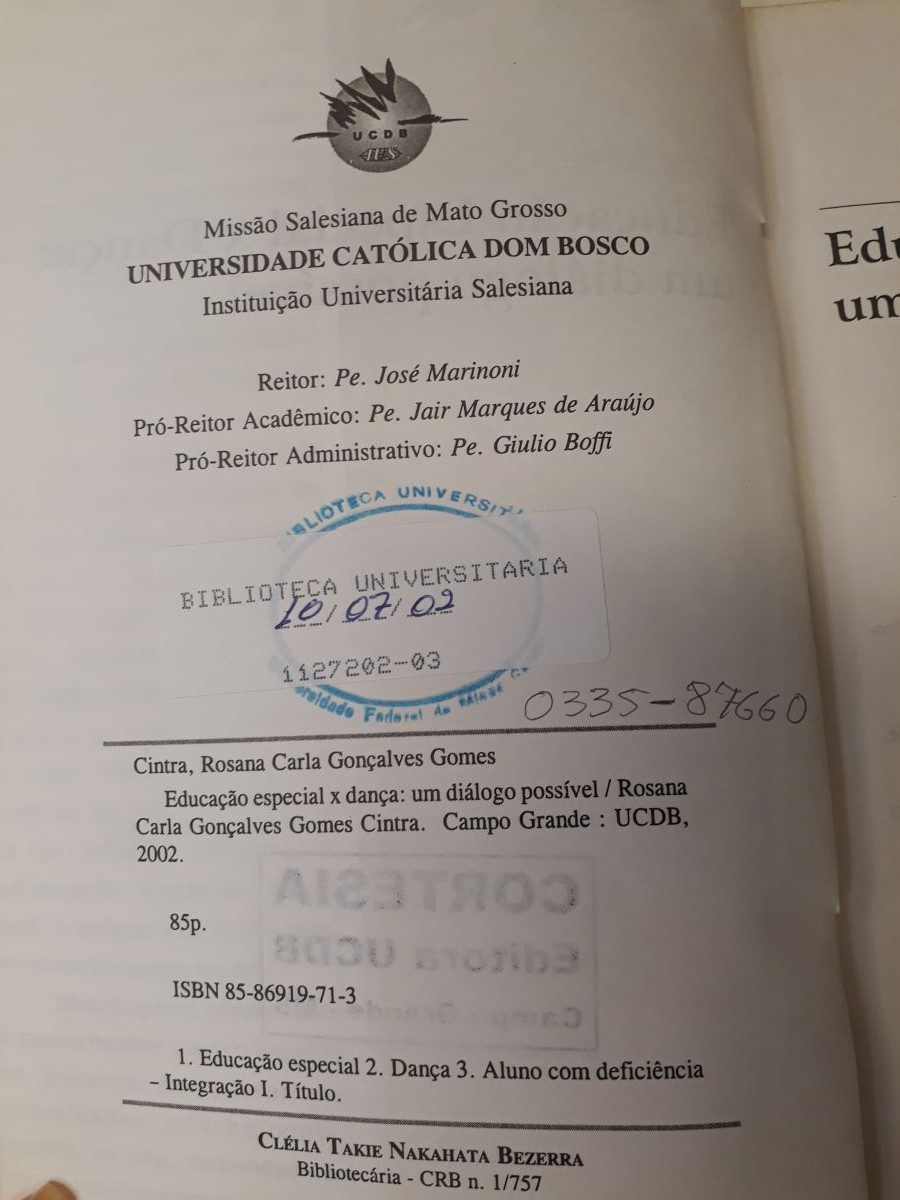 UCDB
IUS
Missão Salesiana de Mato Grosso
UNIVERSIDADE CATÓLICA DOM BOSCO
Instituição Universitária Salesiana
Reitor: Pe. José Marinoni
Pró-Reitor Acadêmico: Pe. Jair Marques de Araújo
Pró-Reitor Administrativo: Pe. Giulio Boffi
BIBLIOTECA
BIBLIOTECA UNIVERSITARIA
10/07/02
1127202-03
Federal de
0335-87660
Cintra, Rosana Carla Gonçalves Gomes
Educação especial x dança: um diálogo possível / Rosana
Carla Gonçalves Gomes Cintra. Campo Grande : UCDB,
2002.
CORTESIA
Editora UCDB
85p.
ISBN 85-86919-71-3
1. Educação especial 2. Dança 3. Aluno com deficiência
– Integração I. Título.
CLÉLIA TAKIE NAKAHATA BEZERRA
Bibliotecária - CRB n. 1/757
Edu
um